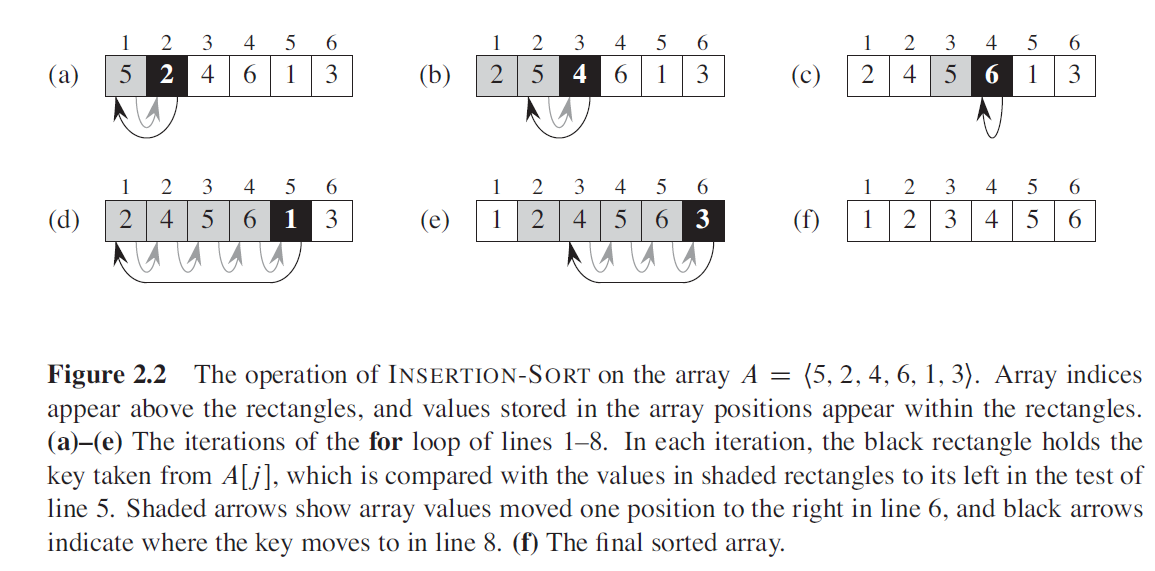 1 2 3 4 5 6 1 2 3 4 5 6 1 2 3 4 5 6
(a) 5 2 4 6 1 3 (b) 2 5 4 6 1 3 (c) 2 4 5 6 1 3
1 2 3 4 5 6 1 2 3 4 5 6 1 2 3 4 5 6
(d) 2 4 5 6 1 3 (e) 1 2 4 5 6 3 (f) 1 2 3 4 5 6
Figure 2.2 The operation of INSERTION-SORT on the array A = ⟨5, 2, 4, 6, 1, 3⟩. Array indices
appear above the rectangles, and values stored in the array positions appear within the rectangles.
(a)–(e) The iterations of the for loop of lines 1–8. In each iteration, the black rectangle holds the
key taken from A[j], which is compared with the values in shaded rectangles to its left in the test of
line 5. Shaded arrows show array values moved one position to the right in line 6, and black arrows
indicate where the key moves to in line 8. (f) The final sorted array.